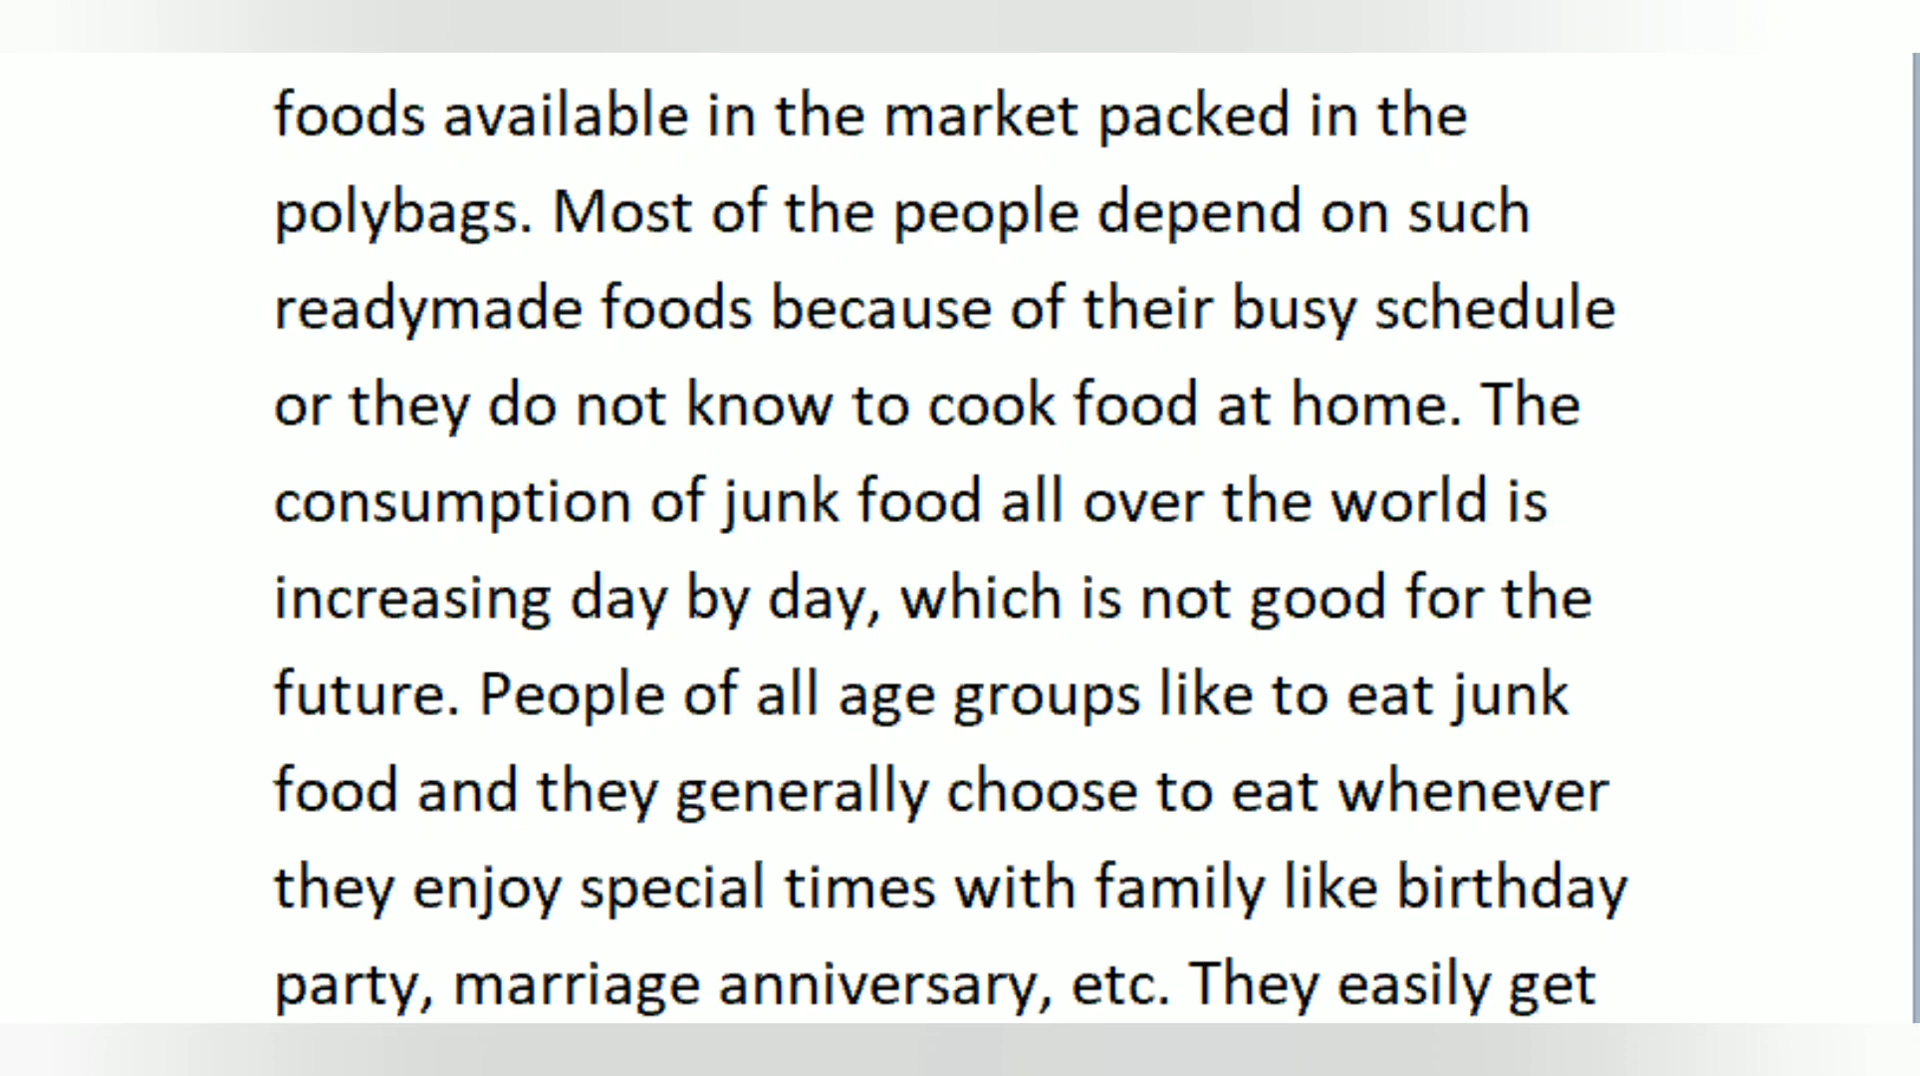 foods available in the market packed in the
polybags. Most of the people depend on such
readymade foods because of their busy schedule
or they do not know to cook food at home. The
consumption of junk food all over the world is
increasing day by day, which is not good for the
future. People of all age groups like to eat junk
food and they generally choose to eat whenever
they enjoy special times with family like birthday
party, marriage anniversary, etc. They easily get